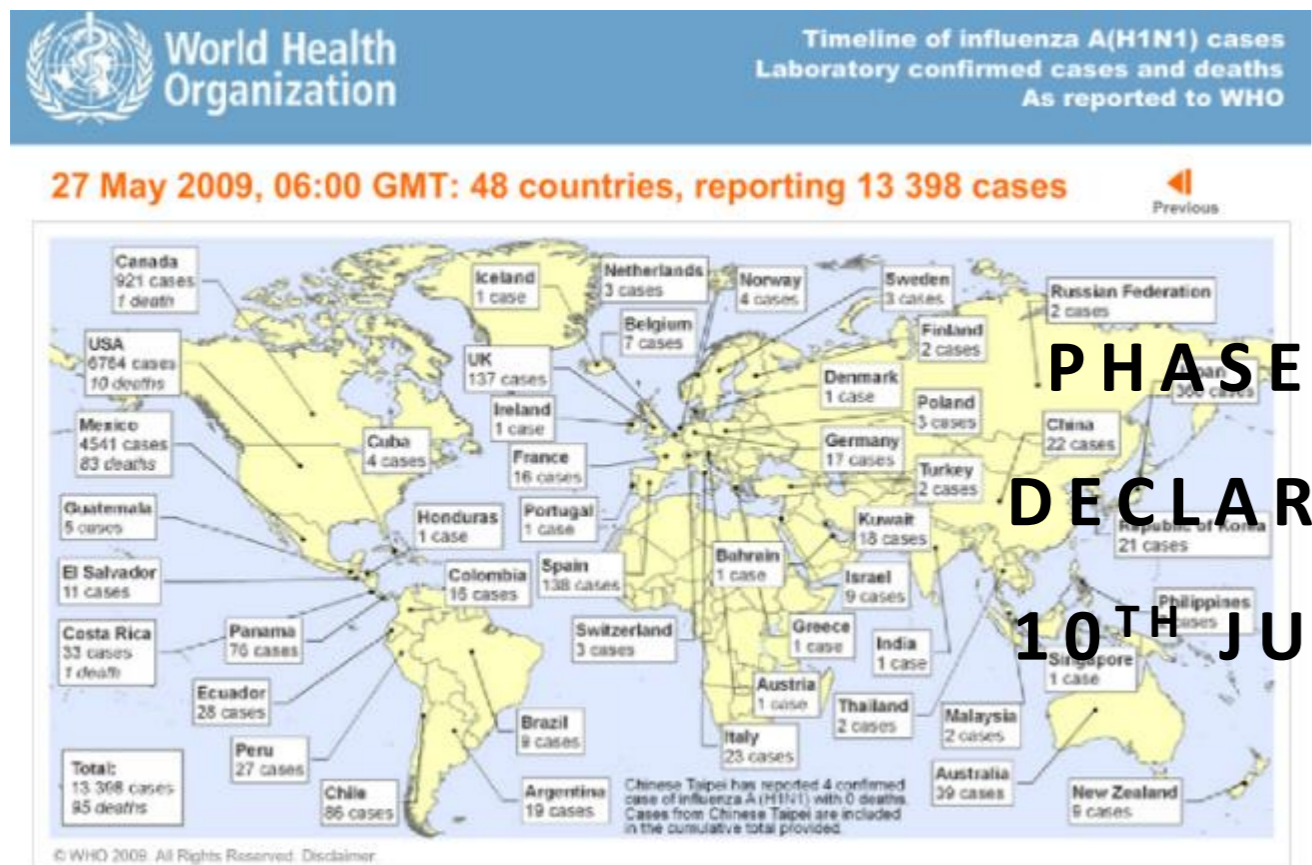 World Health
Organization
Timeline of influenza A(H1N1) cases
Laboratory confirmed cases and deaths
As reported to WHO
27 May 2009, 06:00 GMT: 48 countries, reporting 13 398 cases
Previous
Canada
921 cases
1 death
Iceland
1 case
Netherlands
3 cases
Norway
4 cases
Sweden
3 cases
Russian Federation
2 cases
Belgium
7 cases
Finland
2 cases
USA
6764 cases
10 deaths
UK
137 cases
Denmark
1 case
PHASE
cases
Ireland
1 case
Poland
3 cases
Mexico
4541 cases
83 deaths
Cuba
4 cases
France
16 cases
Germany
17 cases
China
22 cases
Turkey
2 cases
Guatemala
5 cases
Honduras
1 case
Portugal
1 case
Kuwait
18 cases
DECLAR
Republic of Korea
21 cases
El Salvador
11 cases
Colombia
16 cases
Spain
138 cases
Bahrain
1 case
Israel
9 cases
Costa Rica
33 cases
1 death
Panama
76 cases
Switzerland
3 cases
Greece
1 case
India
1 case
10TH JU
Philippines
cases
Singapore
1 case
Ecuador
28 cases
Austria
1 case
Thailand
2 cases
Malaysia
2 cases
Brazil
9 cases
Italy
23 cases
Peru
27 cases
Total:
13 398 cases
95 deaths
Chile
86 cases
Argentina
19 cases
Chinese Taipei has reported 4 confirmed
case of influenza A (H1N1) with 0 deaths.
Cases from Chinese Taipei are included
in the cumulative total provided.
Australia
39 cases
New Zealand
9 cases
© WHO 2009. All Rights Reserved. Disclaimer.